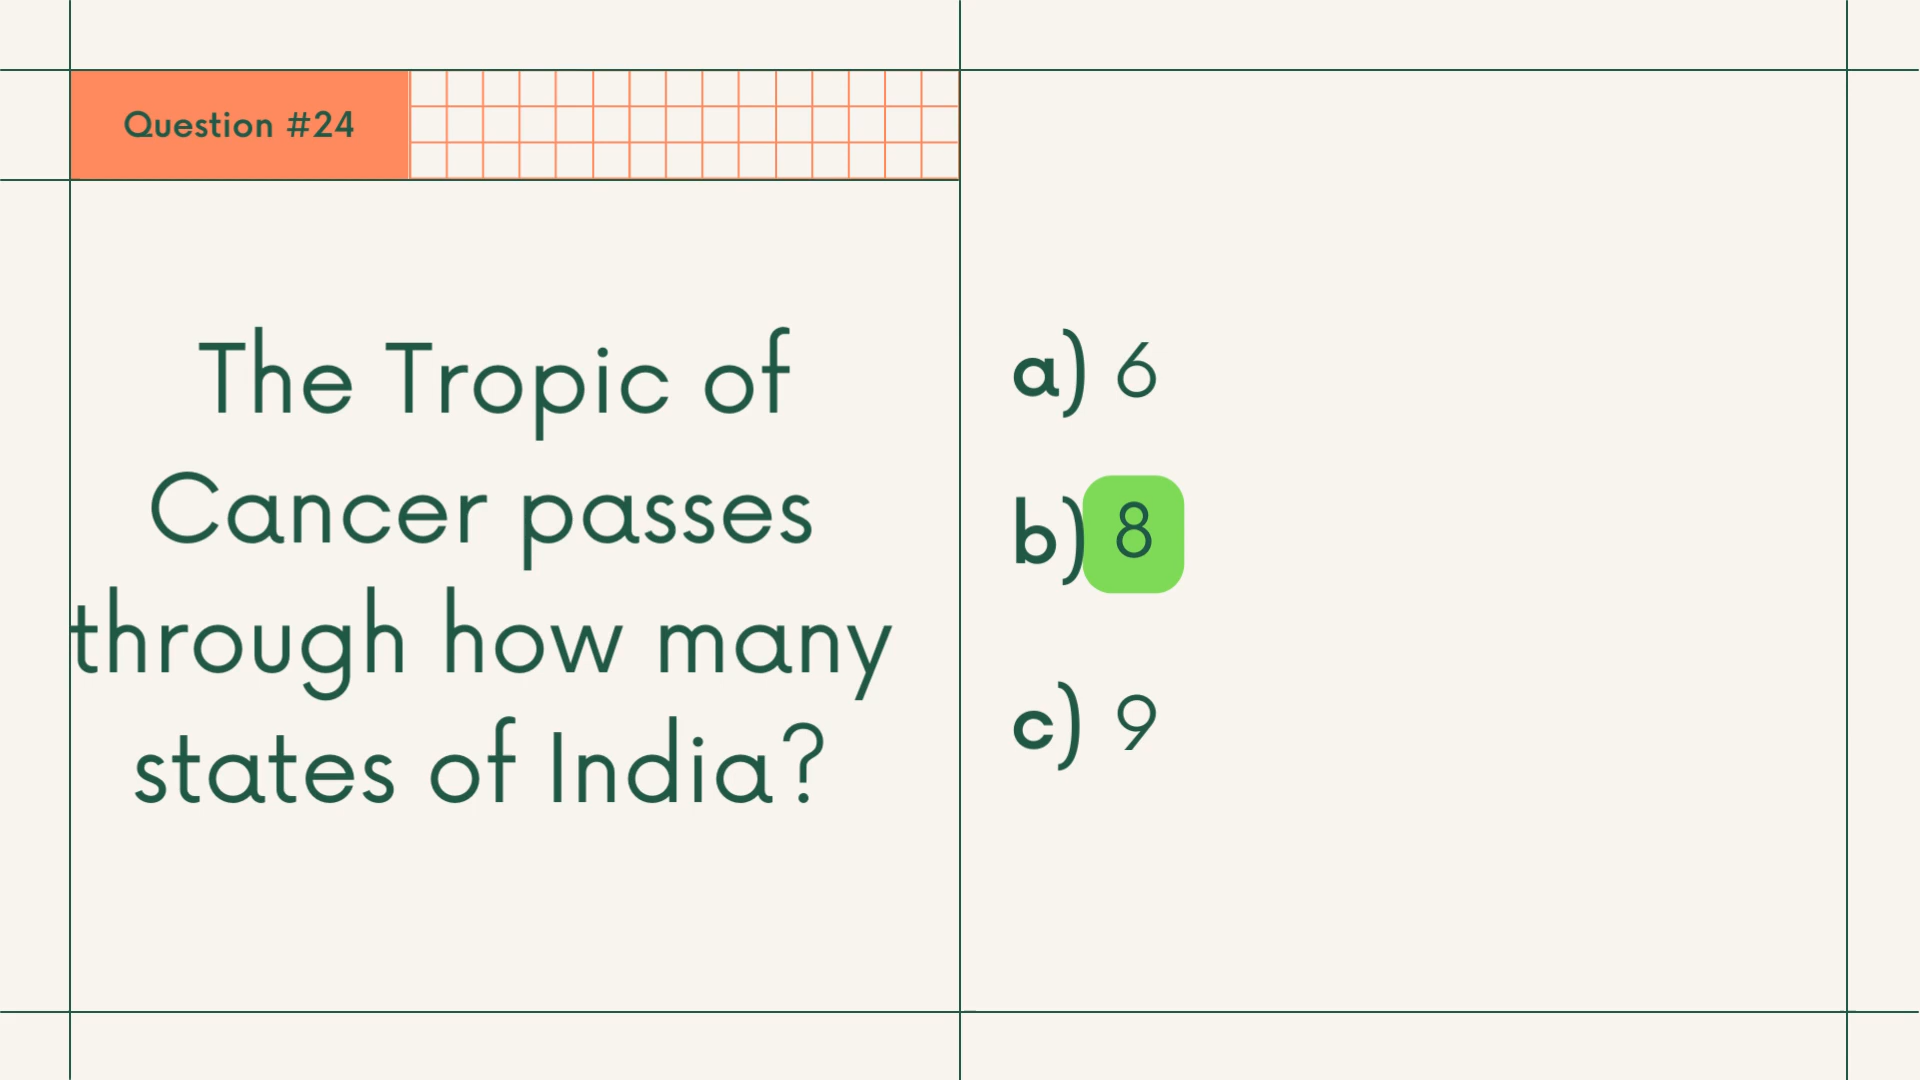 Question #24
The Tropic of
Cancer passes
through how many
states of India?
a) 6
b) 8
c) 9